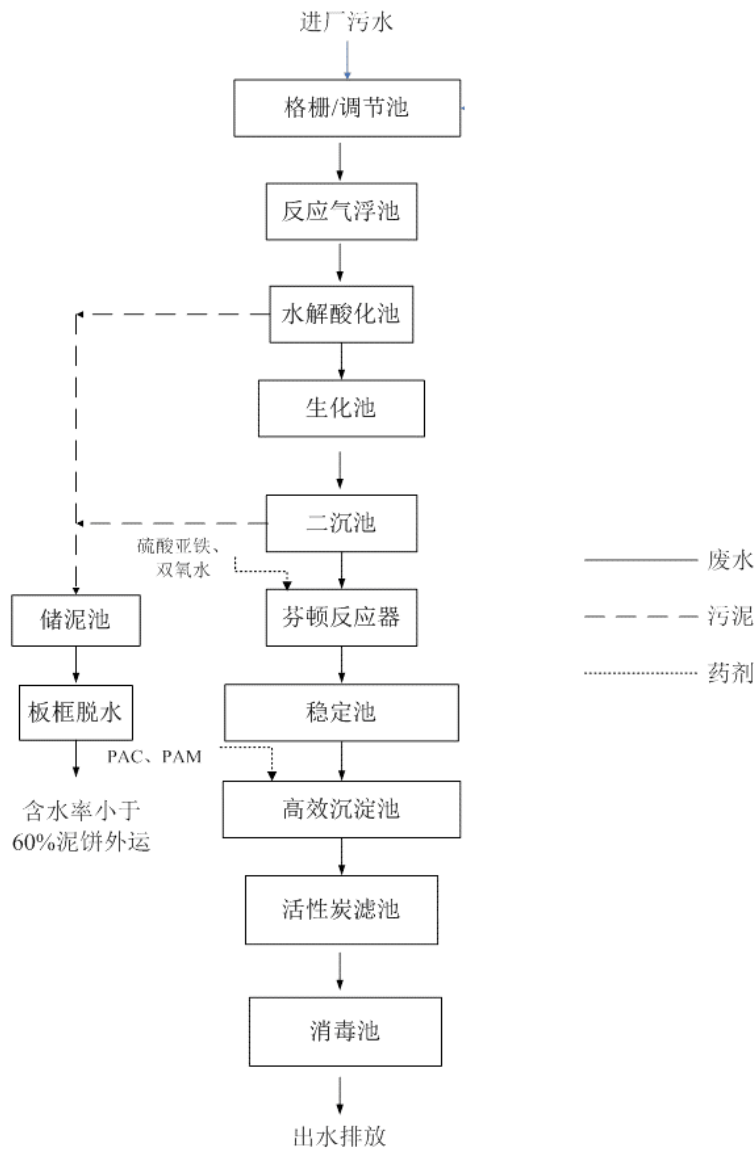 进厂污水
格栅/调节池
反应气浮池
水解酸化池
生化池
二沉池
硫酸亚铁、
双氧水
废水
储泥池
芬顿反应器
污泥
药剂
板框脱水
稳定池
PAC、PAM
含水率小于
60%泥饼外运
高效沉淀池
活性炭滤池
消毒池
出水排放